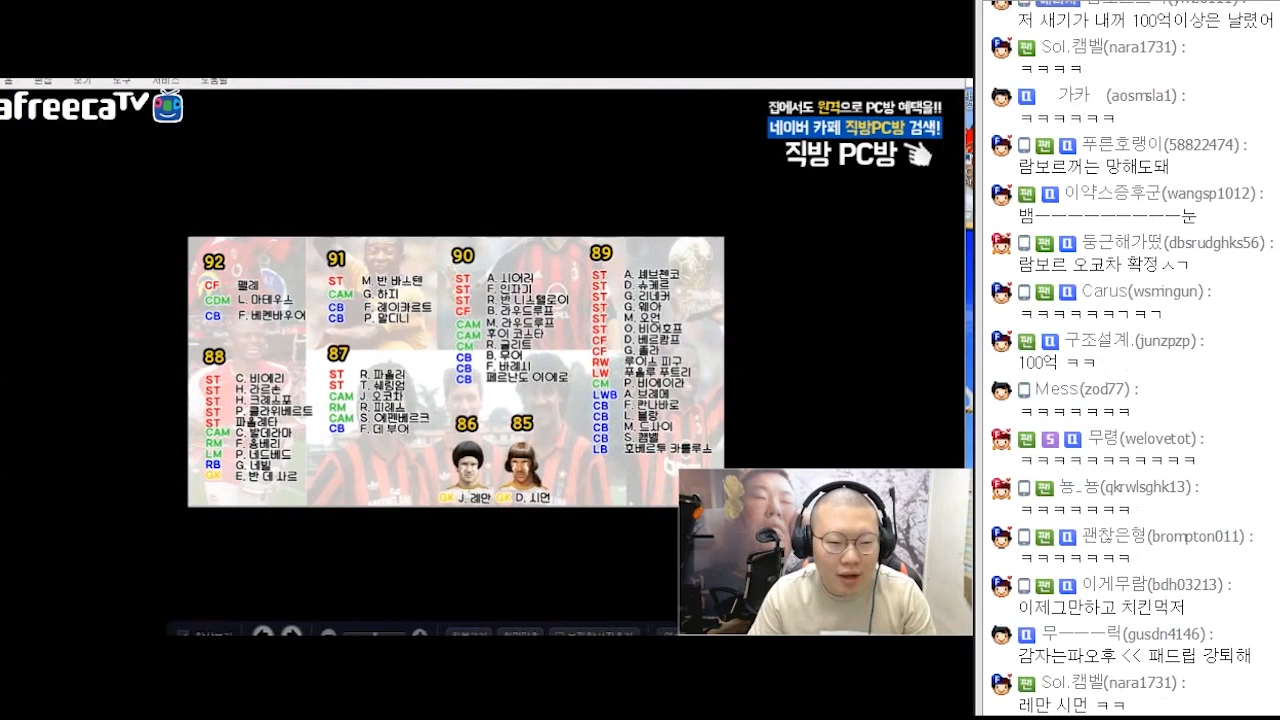 afreecaTV
집에서도 원격으로 PC방 혜택을!!
네이버 카페 직방PC방 검색!
직방 PC방
92
CF 펠레
CDM L. 마테우스
CB F. 베켄바우어
91
ST M. 반 바스텐
CAM G. 하지
CB F. 레이카르트
CB P. 말디니
90
ST A. 시어러
ST F. 인자기
ST R. 반 니스텔로이
CF B. 라우드루프
CAM M. 라우드루프
CAM 후이 코스타
CM R. 굴리트
CB B. 무어
CB F. 바레시
CB 페르난도 이에로
89
ST A. 셰브첸코
ST D. 슈케르
ST G. 리네커
ST G. 웨아
ST M. 오언
ST O. 비어호프
CF D. 베르캄프
CF G. 졸라
RW 루이스 피구
LW 푸욜루 푸트리
CM P. 비에이라
LWB A. 브레메
CB F. 칸나바로
CB L. 블랑
CB M. 드사이
CB S. 캠벨
LB 호베르투 카를루스
88
ST C. 비에리
ST H. 라르손
ST H. 크레스포
ST P. 클라위베르트
ST 파울레타
CAM C. 발데라마
RM F. 융베리
LM P. 네드베드
RB G. 네빌
GK E. 반 데 사르
87
ST R. 파울러
ST T. 셰링엄
CAM J. 오코차
RM R. 피레스
CAM S. 에펜베르크
CB F. 데 부어
86
GK J. 레만
85
GK D. 시먼
저 새기가 내꺼 100억이상은 날렸어
팬 Sol.캠벨(nara1731) :
ㅋㅋㅋㅋ
가카 (aosmsla1) :
ㅋㅋㅋㅋㅋㅋ
팬 푸른호랭이(58822474) :
람보르꺼는 망해도돼
팬 이약스증후군(wangsp1012) :
뱀ㅡㅡㅡㅡㅡㅡㅡㅡㅡ눈
팬 둥근해가떴(dbsrudghks56) :
람보르 오코차 확정ㅅㄱ
팬 Carus(wsmingun) :
ㅋㅋㅋㅋㅋㅋㄱㅋㄱ
팬 구조설계.(junzpzp) :
100억 ㅋㅋ
Mess(zod77) :
ㅋㅋㅋㅋㅋㅋㅋ
팬 S 무령(welovetot) :
ㅋㅋㅋㅋㅋㅋㅋㅋㅋㅋㅋ
팬 뇽_뇽(qkrwlsghk13) :
ㅋㅋㅋㅋㅋㅋㅋ
팬 괜찮은형(brompton011) :
ㅋㅋㅋㅋㅋㅋㅋ
팬 이게무람(bdh03213) :
이제그만하고 치킨먹져
무ㅡㅡㅡ릭(gusdn4146) :
감자는파오후 << 패드립 강퇴해
팬 Sol.캠벨(nara1731) :
레만 시먼 ㅋㅋ